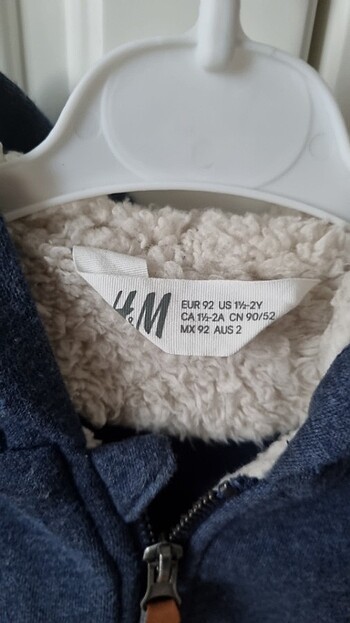 H&M
EUR 92 US 1½-2Y
CA 1½-2A CN 90/52
MX 92 AUS 2